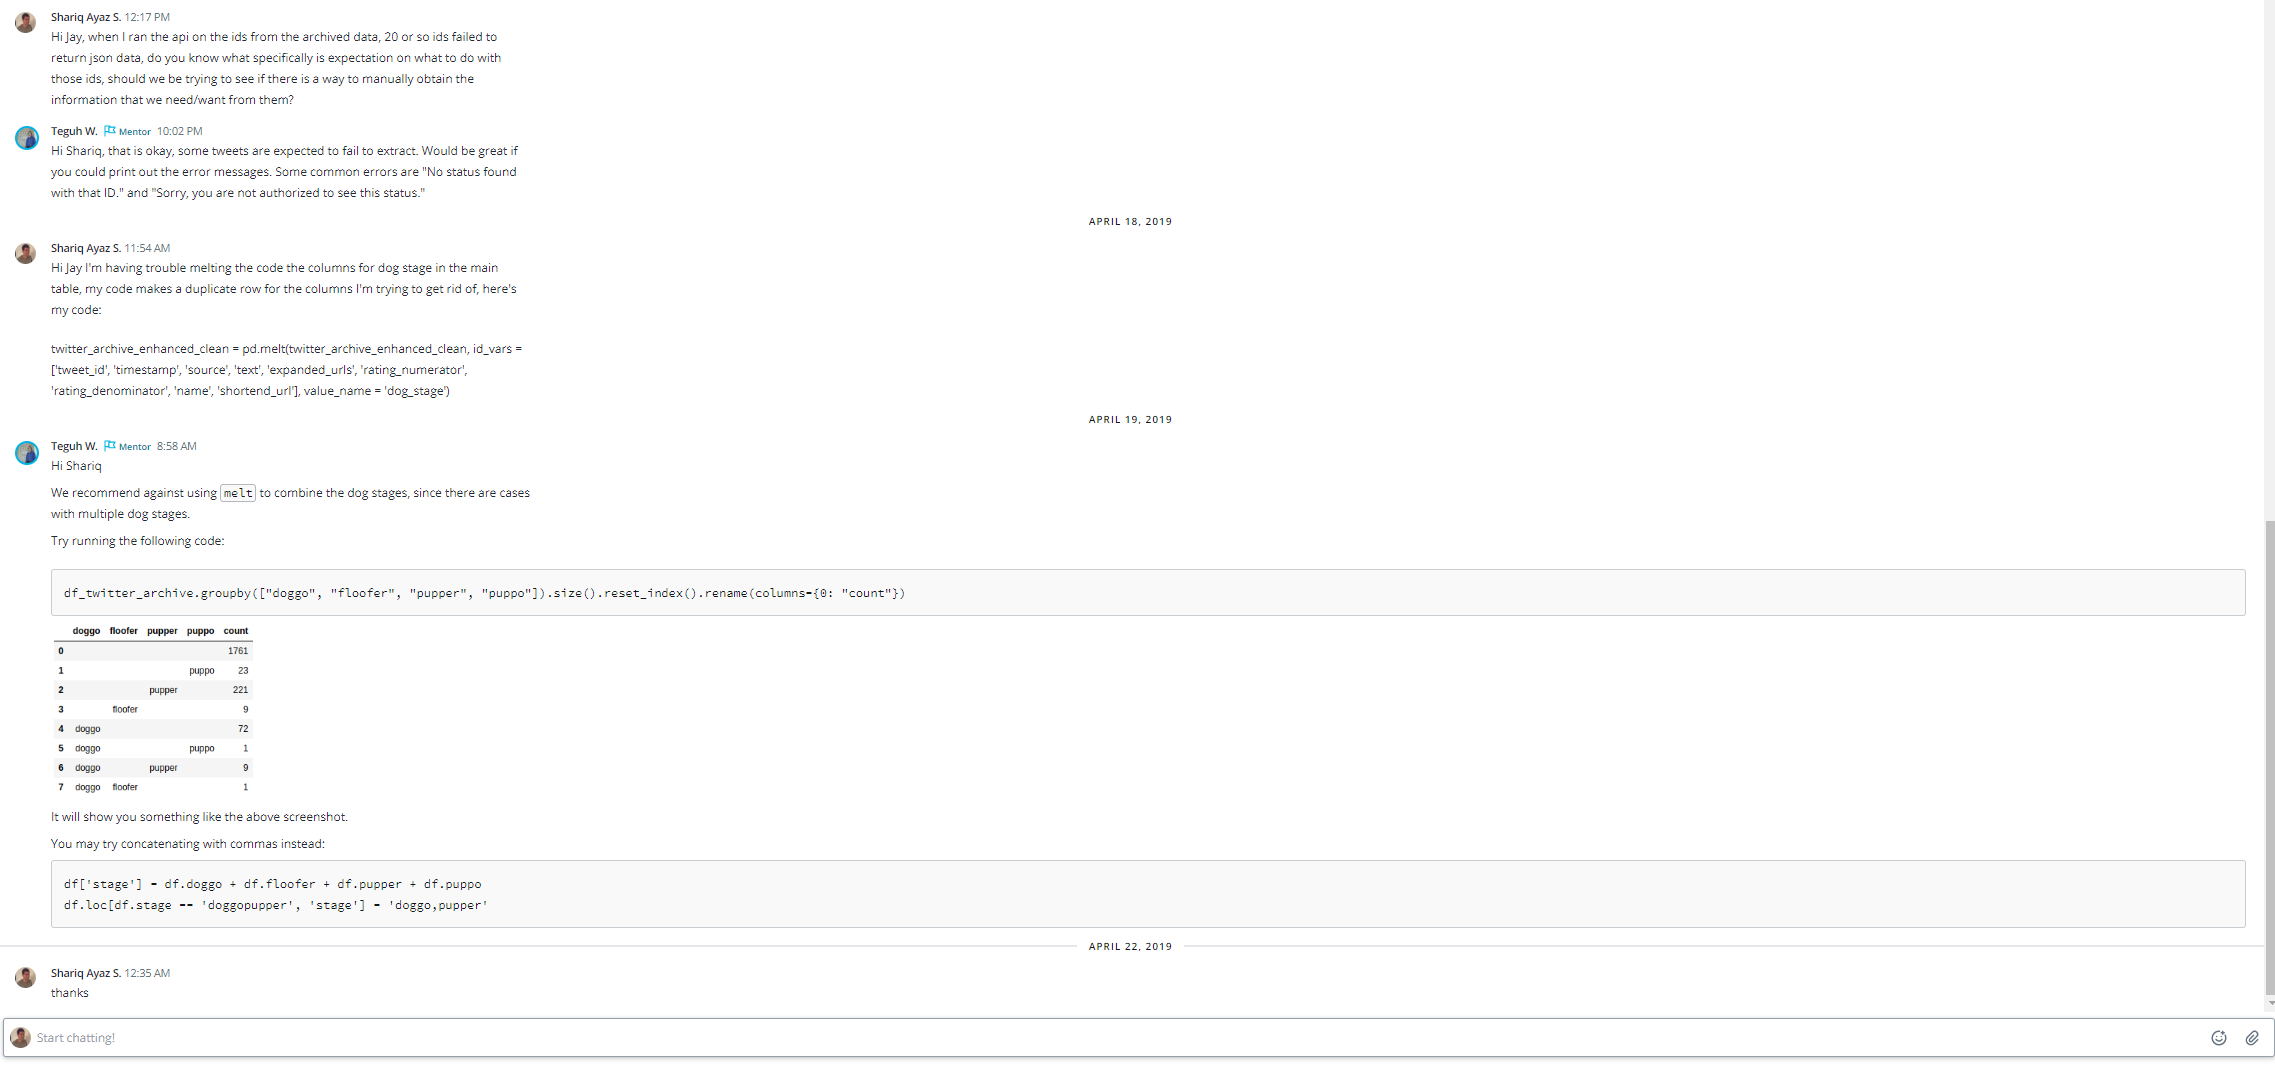 Shariq Ayaz S. 12:17 PM
Hi Jay, when I ran the api on the ids from the archived data, 20 or so ids failed to
return json data, do you know what specifically is expectation on what to do with
those ids, should we be trying to see if there is a way to manually obtain the
information that we need/want from them?
Teguh W. Mentor 10:02 PM
Hi Shariq, that is okay, some tweets are expected to fail to extract. Would be great if
you could print out the error messages. Some common errors are "No status found
with that ID." and "Sorry, you are not authorized to see this status."
APRIL 18, 2019
Shariq Ayaz S. 11:54 AM
Hi Jay I'm having trouble melting the code the columns for dog stage in the main
table, my code makes a duplicate row for the columns I'm trying to get rid of, here's
my code:
twitter_archive_enhanced_clean = pd.melt(twitter_archive_enhanced_clean, id_vars =
['tweet_id', 'timestamp', 'source', 'text', 'expanded_urls', 'rating_numerator',
'rating_denominator', 'name', 'shortend_url'], value_name = 'dog_stage')
APRIL 19, 2019
Teguh W. Mentor 8:58 AM
Hi Shariq
We recommend against using melt to combine the dog stages, since there are cases
with multiple dog stages.
Try running the following code:
df_twitter_archive.groupby(["doggo", "floofer", "pupper", "puppo"]).size().reset_index().rename(columns={0: "count"})
doggo floofer pupper puppo count
0 1761
1 puppo 23
2 pupper 221
3 floofer 9
4 doggo 72
5 doggo puppo 1
6 doggo pupper 9
7 doggo floofer 1
It will show you something like the above screenshot.
You may try concatenating with commas instead:
df['stage'] = df.doggo + df.floofer + df.pupper + df.puppo
df.loc[df.stage == 'doggopupper', 'stage'] = 'doggo,pupper'
APRIL 22, 2019
Shariq Ayaz S. 12:35 AM
thanks
Start chatting!